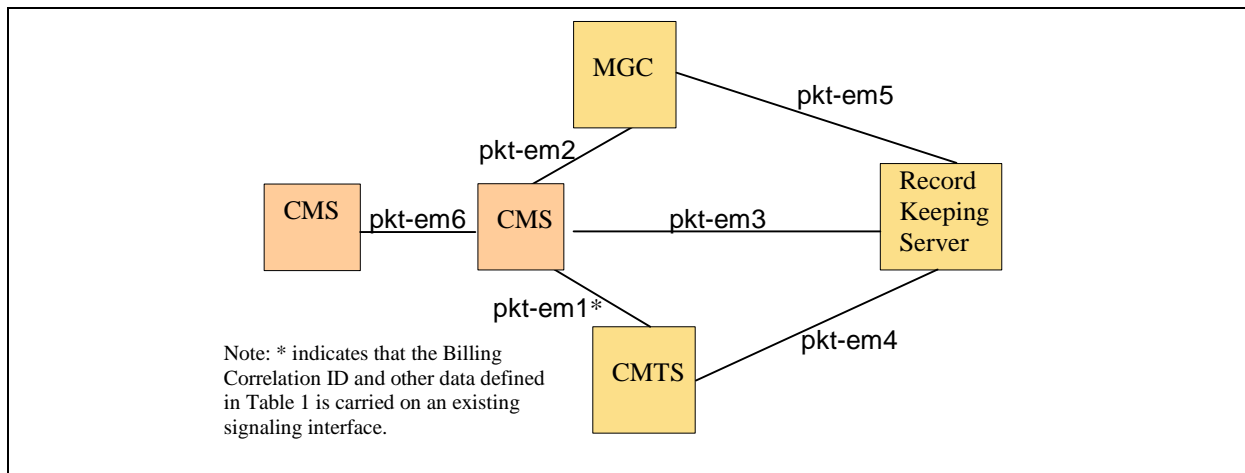 MGC
pkt-em5
pkt-em2
Record
Keeping
Server
CMS
pkt-em6
CMS
pkt-em3
pkt-em1*
pkt-em4
CMTS
Note: * indicates that the Billing
Correlation ID and other data defined
in Table 1 is carried on an existing
signaling interface.